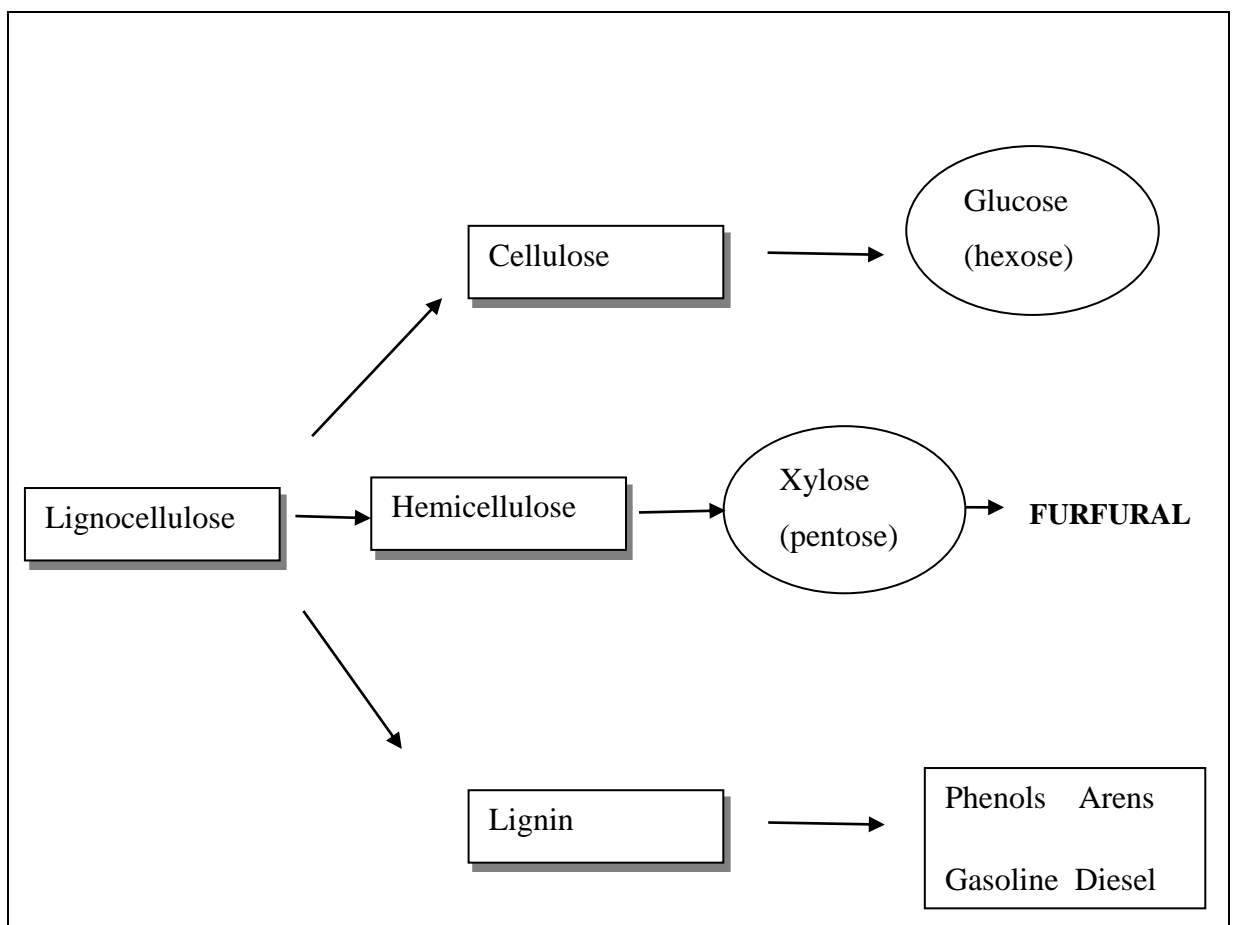 Glucose
(hexose)
Cellulose
Lignocellulose
Hemicellulose
Xylose
(pentose)
FURFURAL
Lignin
Phenols Arens
Gasoline Diesel